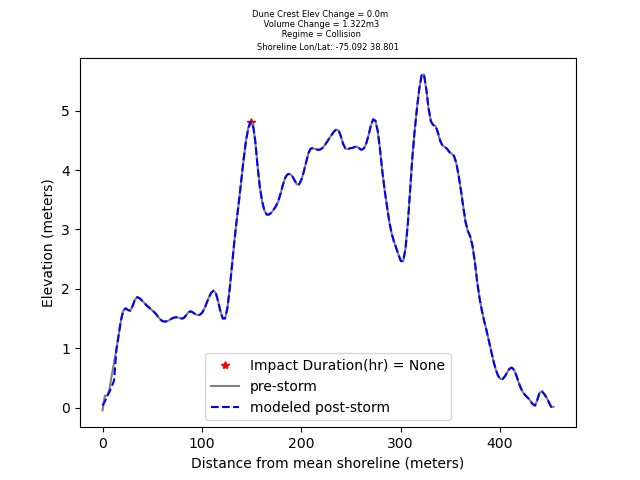 Dune Crest Elev Change = 0.0m
Volume Change = 1.322m3
Regime = Collision
Shoreline Lon/Lat: -75.092 38.801
Elevation (meters)
5
4
3
2
1
0
Impact Duration(hr) = None
pre-storm
modeled post-storm
0 100 200 300 400
Distance from mean shoreline (meters)